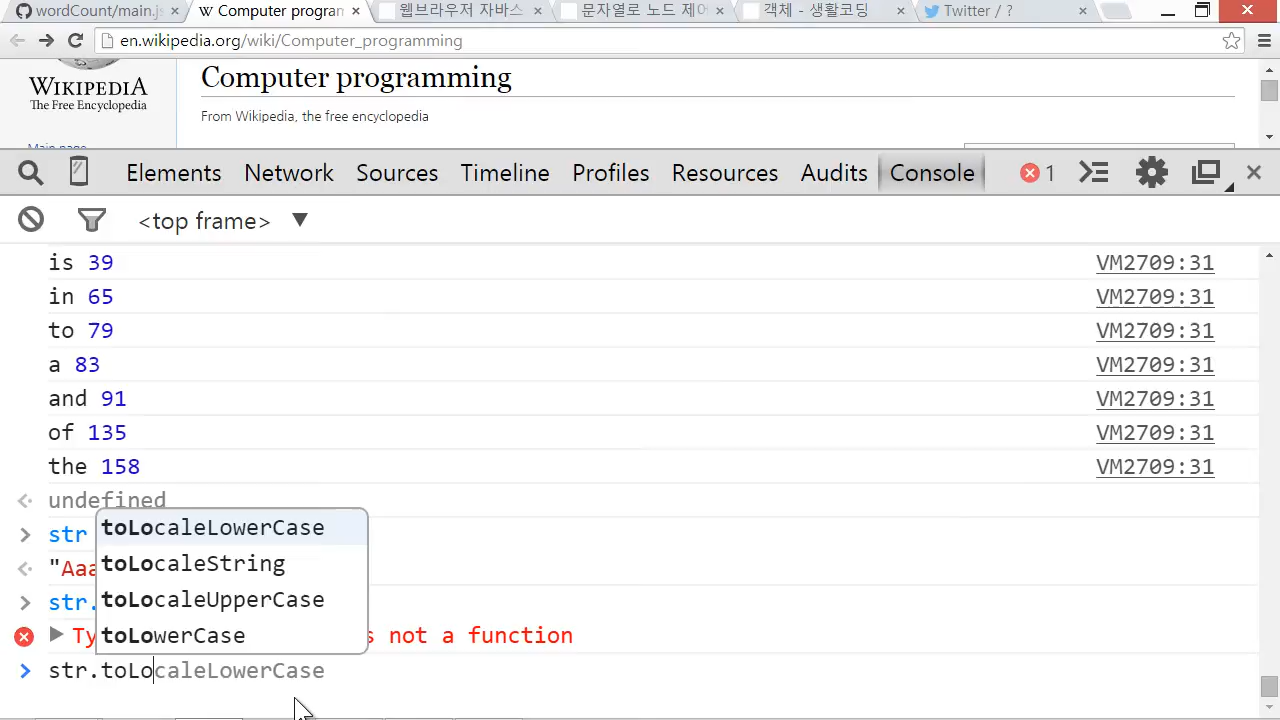 wordCount/main.js
Computer program
웹브라우저 자바스
문자열로 노드 제어
객체 - 생활코딩
Twitter / ?
en.wikipedia.org/wiki/Computer_programming
WIKIPEDIA
The Free Encyclopedia
Computer programming
From Wikipedia, the free encyclopedia
Main page
Elements Network Sources Timeline Profiles Resources Audits Console 1
<top frame>
is 39 VM2709:31
in 65 VM2709:31
to 79 VM2709:31
a 83 VM2709:31
and 91 VM2709:31
of 135 VM2709:31
the 158 VM2709:31
undefined
toLocaleLowerCase
str
toLocaleString
"Aaa
toLocaleUpperCase
str.
toLowerCase
Ty s not a function
str.toLocaleLowerCase